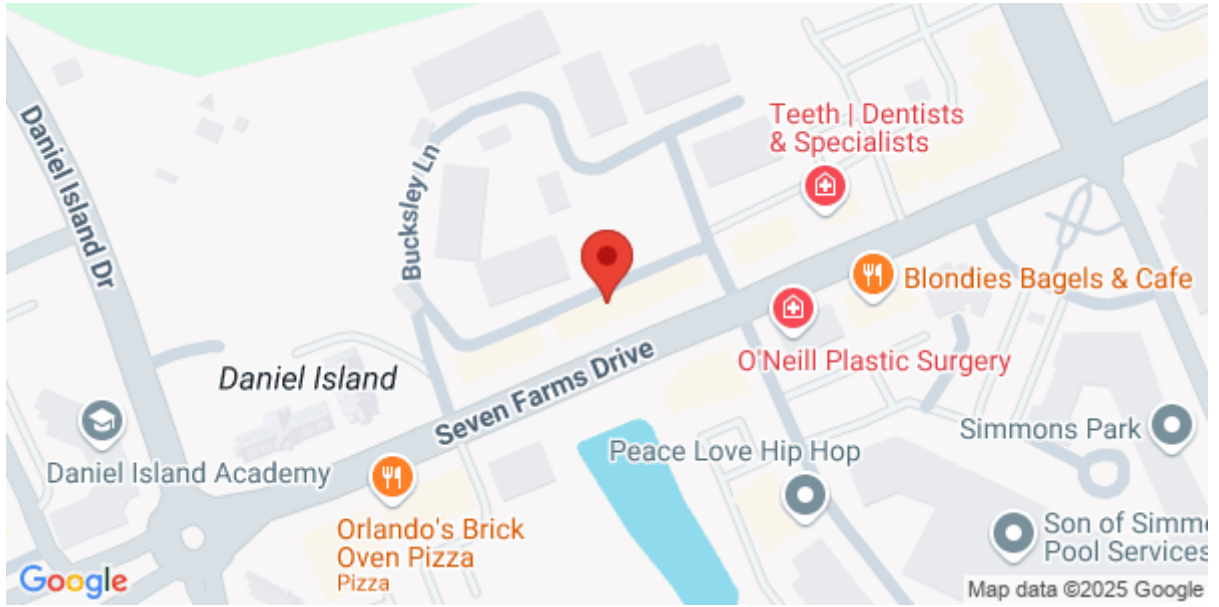 Teeth | Dentists
& Specialists
Daniel Island Dr
Bucksley Ln
Blondies Bagels & Cafe
O'Neill Plastic Surgery
Daniel Island
Seven Farms Drive
Simmons Park
Peace Love Hip Hop
Daniel Island Academy
Orlando's Brick
Oven Pizza
Pizza
Son of Simm
Pool Services
Google
Map data ©2025 Google